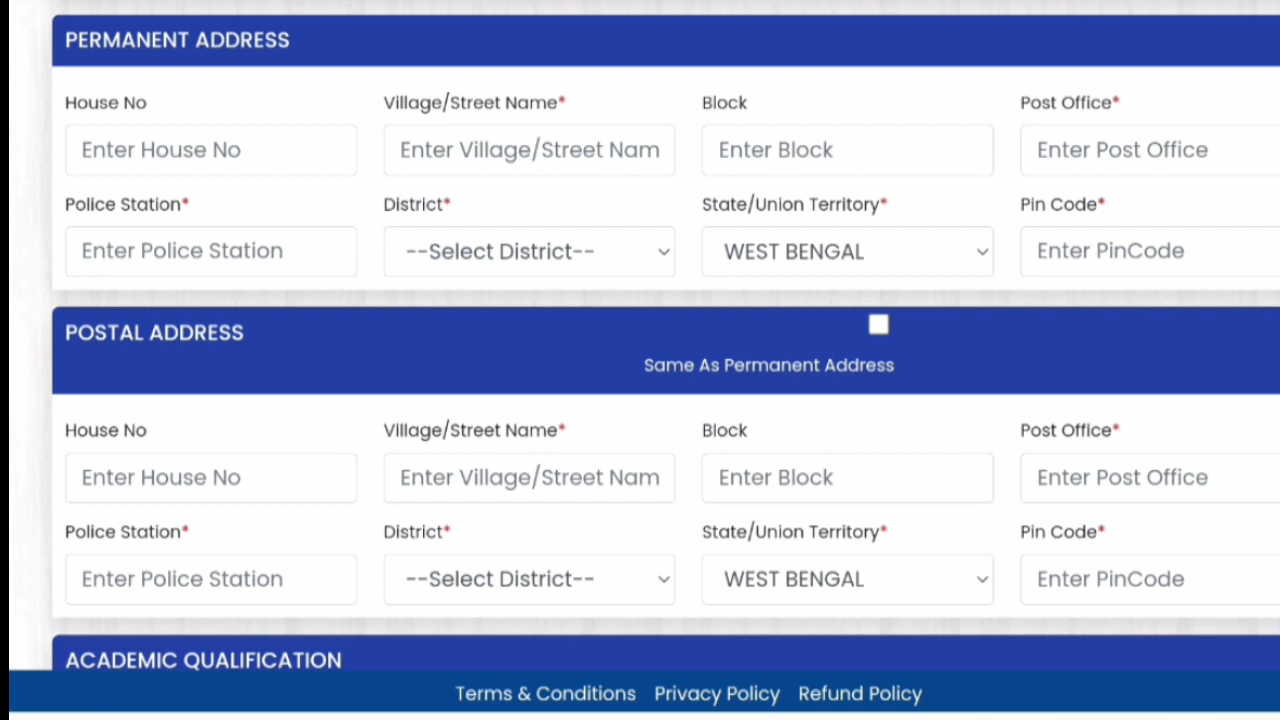 PERMANENT ADDRESS
House No Village/Street Name* Block Post Office*
Enter House No Enter Village/Street Nam Enter Block Enter Post Office
Police Station* District* State/Union Territory* Pin Code*
Enter Police Station --Select District-- WEST BENGAL Enter PinCode
POSTAL ADDRESS
Same As Permanent Address
House No Village/Street Name* Block Post Office*
Enter House No Enter Village/Street Nam Enter Block Enter Post Office
Police Station* District* State/Union Territory* Pin Code*
Enter Police Station --Select District-- WEST BENGAL Enter PinCode
ACADEMIC QUALIFICATION
Terms & Conditions Privacy Policy Refund Policy